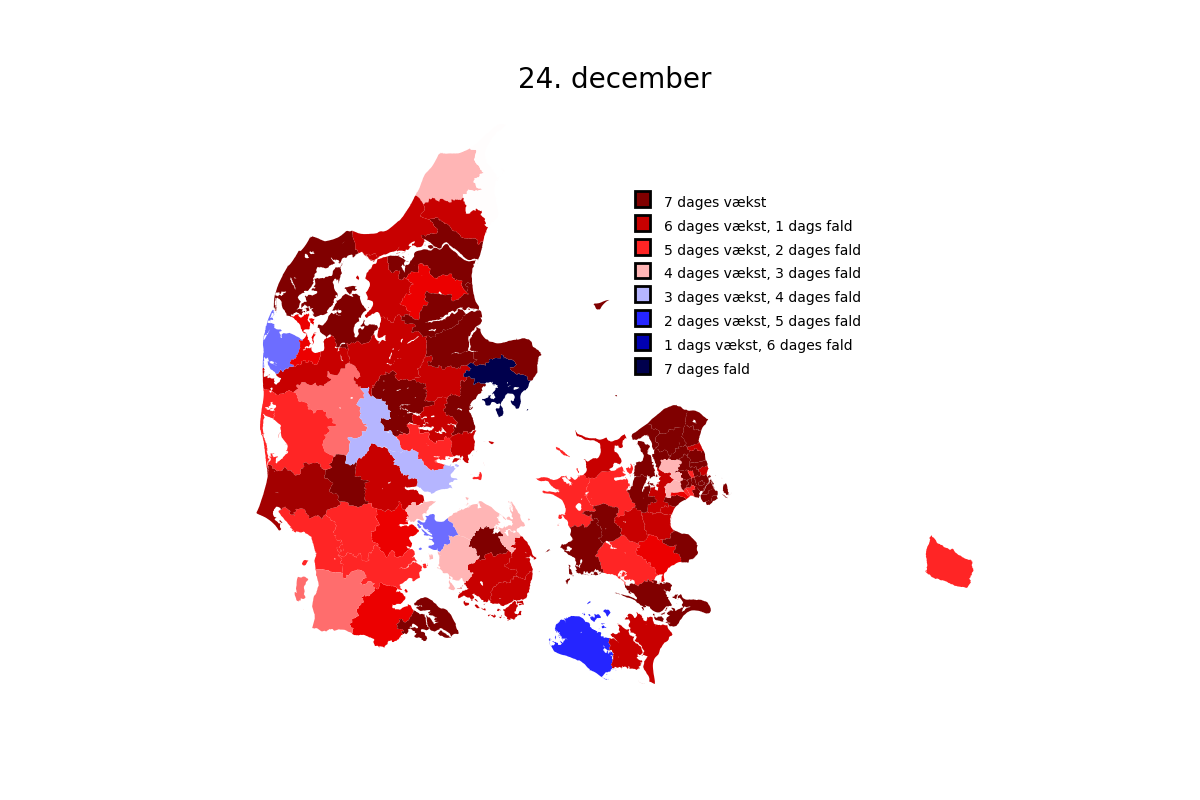 24. december
7 dages vækst
6 dages vækst, 1 dags fald
5 dages vækst, 2 dages fald
4 dages vækst, 3 dages fald
3 dages vækst, 4 dages fald
2 dages vækst, 5 dages fald
1 dags vækst, 6 dages fald
7 dages fald